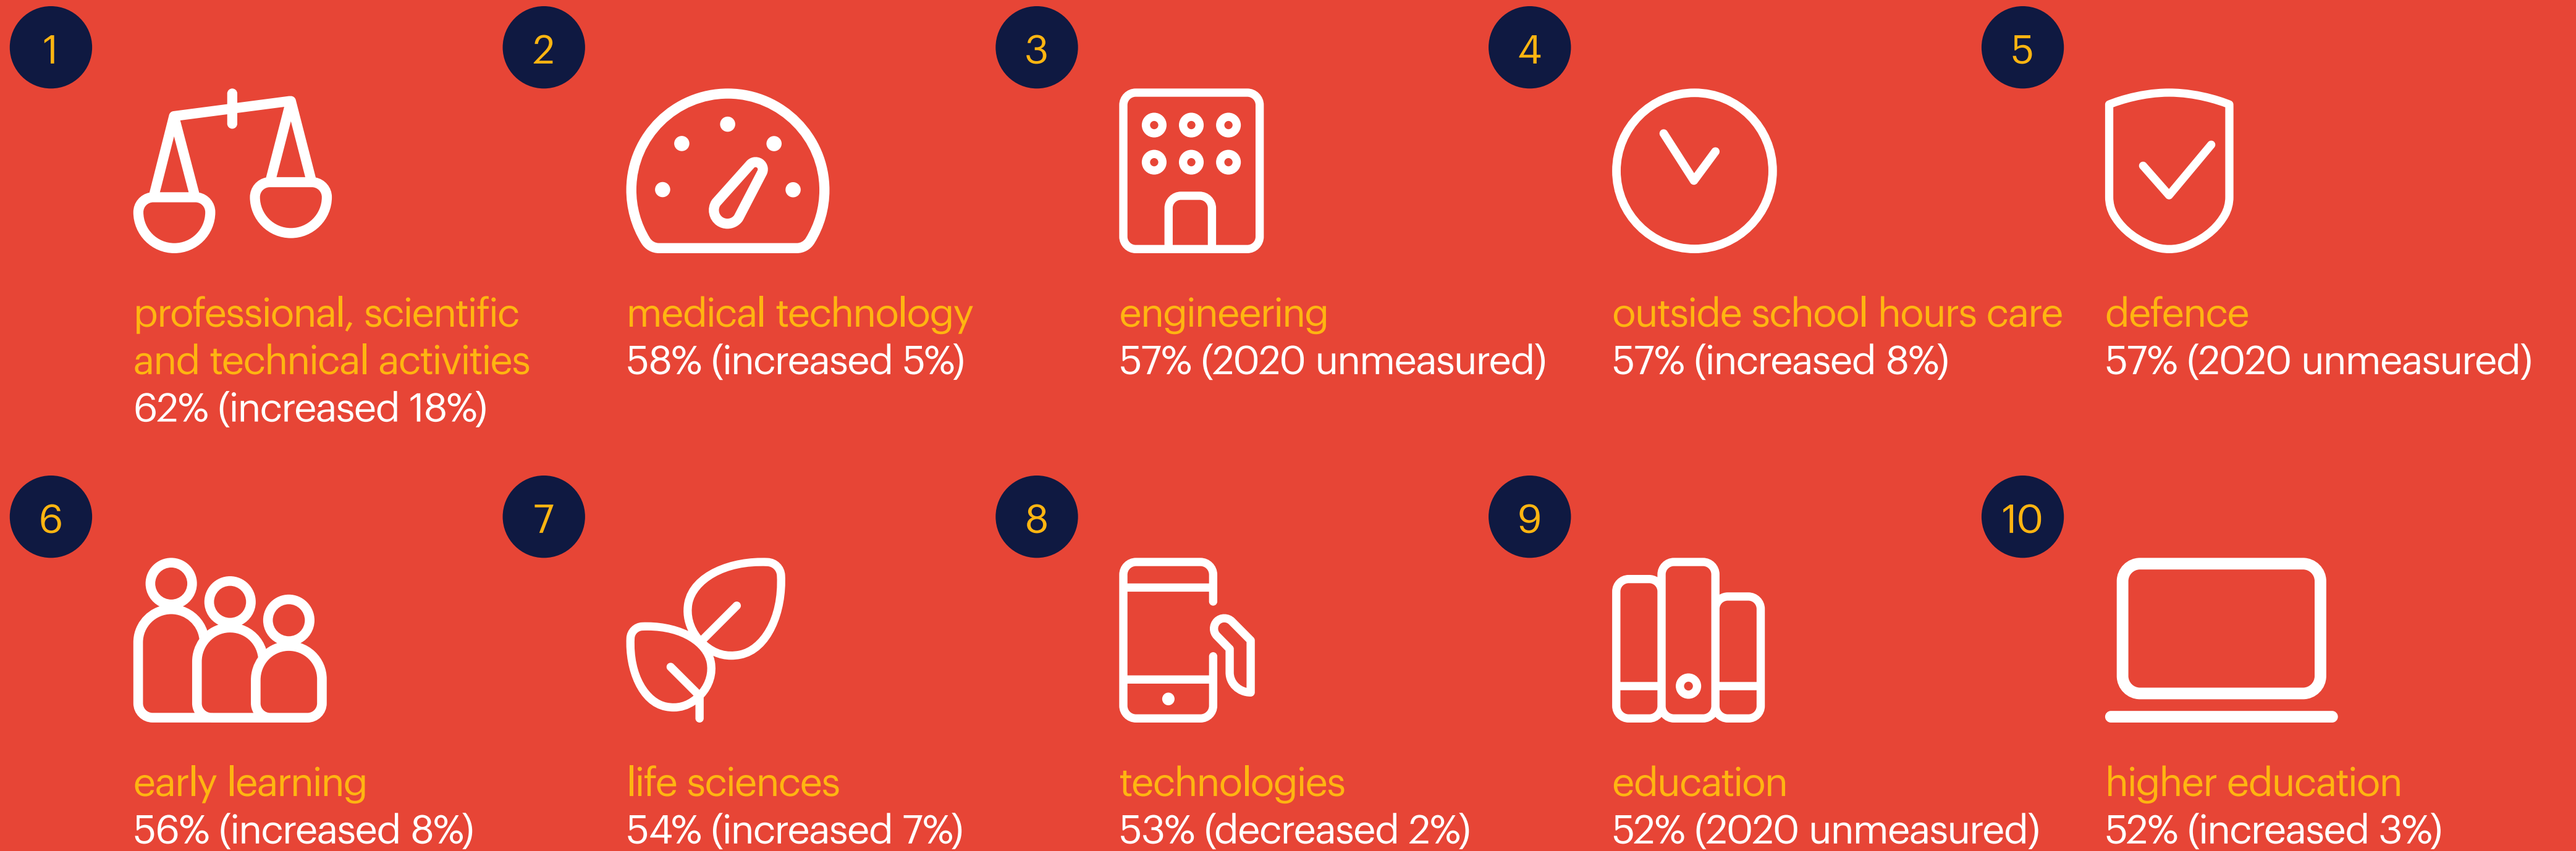 1
professional, scientific
and technical activities
62% (increased 18%)
2
medical technology
58% (increased 5%)
3
engineering
57% (2020 unmeasured)
4
outside school hours care
57% (increased 8%)
5
defence
57% (2020 unmeasured)
6
early learning
56% (increased 8%)
7
life sciences
54% (increased 7%)
8
technologies
53% (decreased 2%)
9
education
52% (2020 unmeasured)
10
higher education
52% (increased 3%)